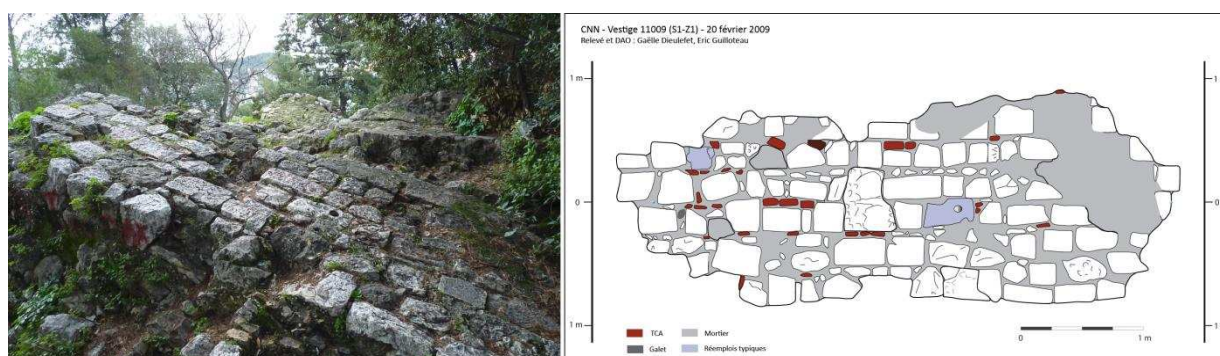 CNN - Vestige 11009 (S1-Z1) - 20 février 2009
Relevé et DAO : Gaëlle Dieulefet, Eric Guilloteau
1 m
1
0
0
1 m
1
TCA
Mortier
Galet
Réemplois typiques
0
1 m